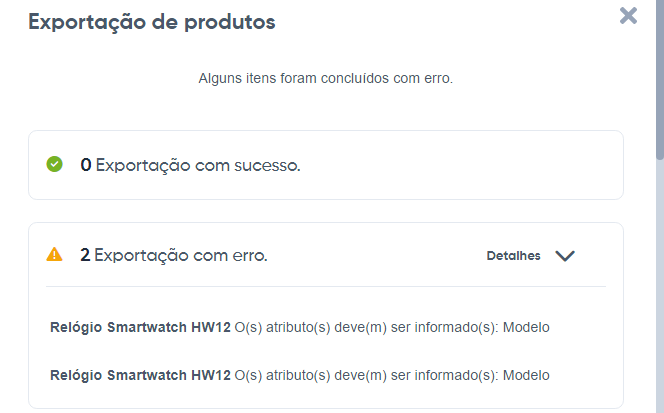 Exportação de produtos
Alguns itens foram concluídos com erro.
0 Exportação com sucesso.
2 Exportação com erro.
Detalhes
Relógio Smartwatch HW12 O(s) atributo(s) deve(m) ser informado(s): Modelo
Relógio Smartwatch HW12 O(s) atributo(s) deve(m) ser informado(s): Modelo